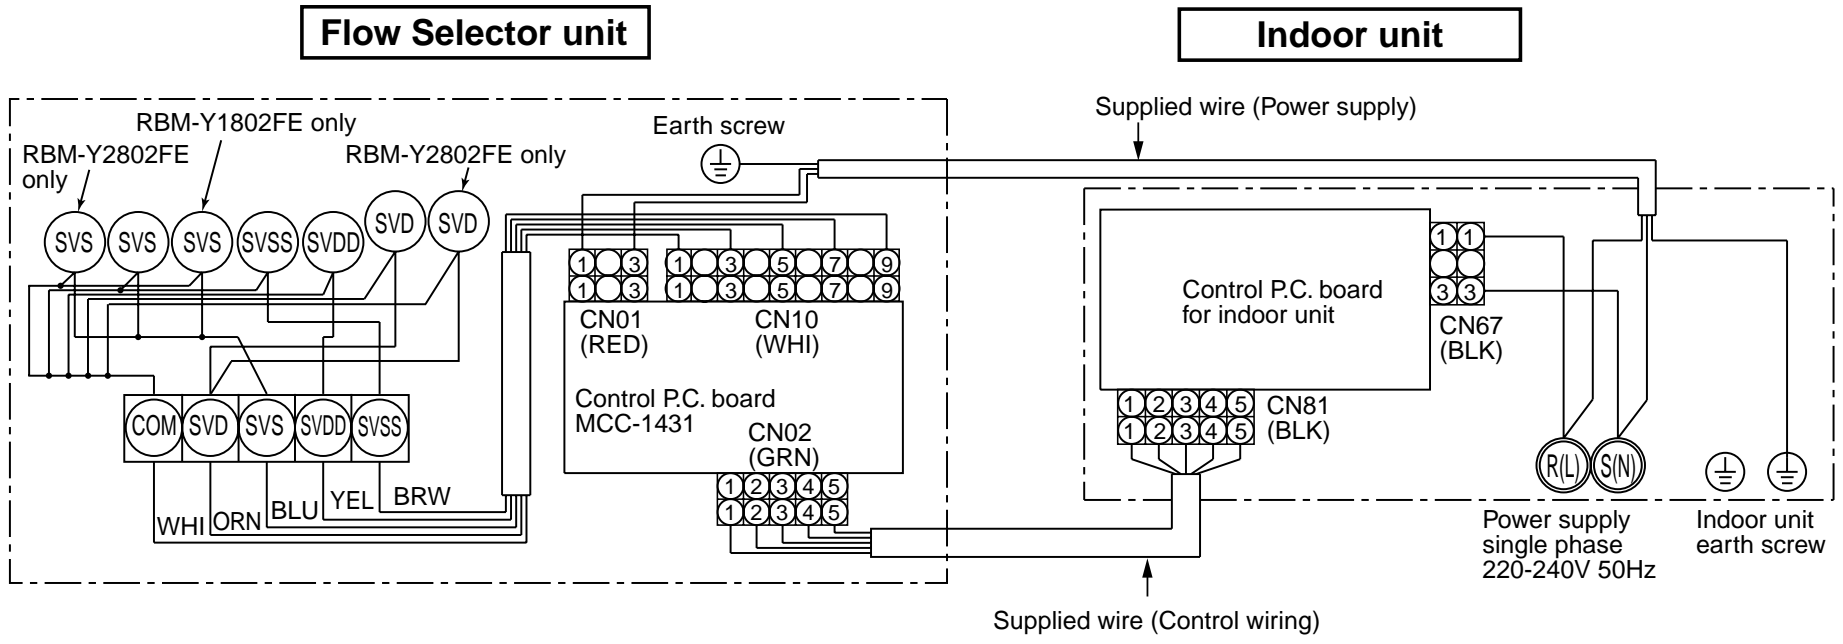 Flow Selector unit
Indoor unit
Supplied wire (Power supply)
RBM-Y1802FE only
Earth screw
RBM-Y2802FE
only
RBM-Y2802FE only
SVS
SVS
SVS
SVSS
SVDD
SVD
SVD
1 3
1 3
1 3 5 7 9
1 3 5 7 9
CN01
(RED)
CN10
(WHI)
Control P.C. board
MCC-1431
CN02
(GRN)
1 2 3 4 5
1 2 3 4 5
COM SVD SVS SVDD SVSS
WHI
ORN
BLU
YEL
BRW
Control P.C. board
for indoor unit
1 1
3 3
CN67
(BLK)
1 2 3 4 5
1 2 3 4 5
CN81
(BLK)
R(L)
S(N)
Power supply
single phase
220-240V 50Hz
Indoor unit
earth screw
Supplied wire (Control wiring)